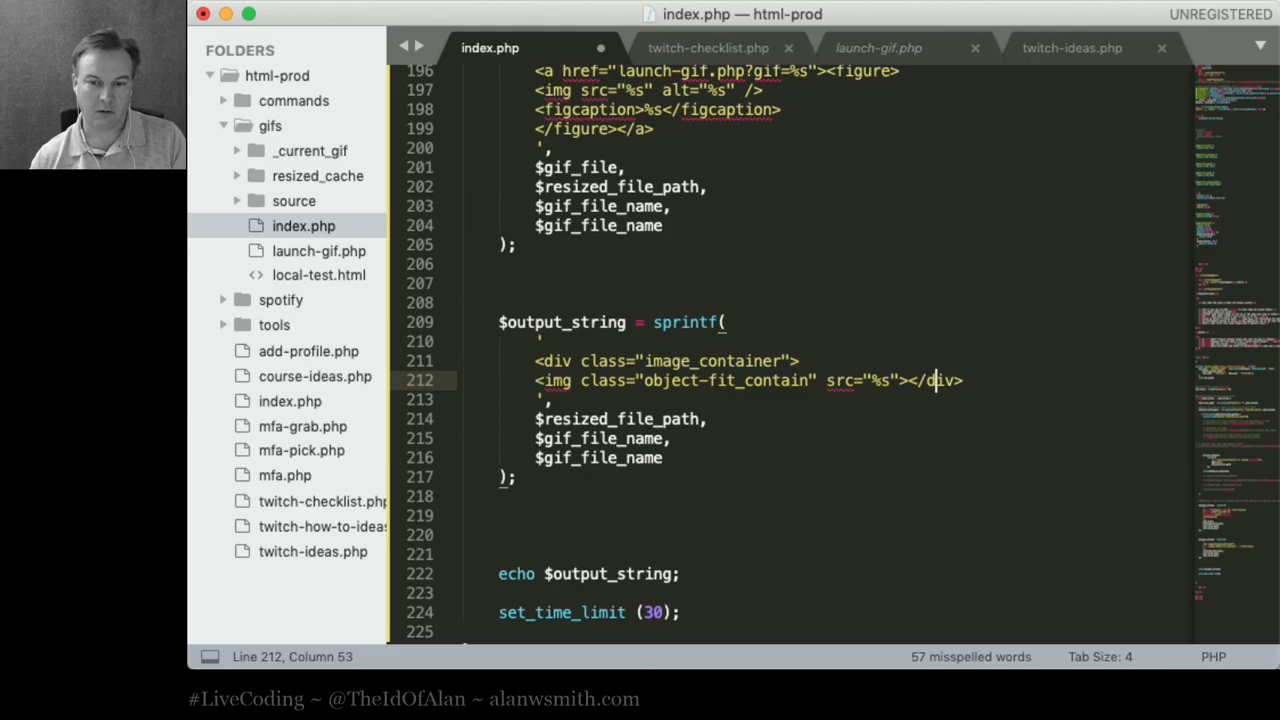 index.php — html-prod
UNREGISTERED
FOLDERS
html-prod
commands
gifs
_current_gif
resized_cache
source
index.php
launch-gif.php
local-test.html
spotify
tools
add-profile.php
course-ideas.php
index.php
mfa-grab.php
mfa-pick.php
mfa.php
twitch-checklist.php
twitch-how-to-ideas
twitch-ideas.php
index.php
twitch-checklist.php
launch-gif.php
twitch-ideas.php
196 <a href="launch-gif.php?gif=%s"><figure>
197 <img src="%s" alt="%s" />
198 <figcaption>%s</figcaption>
199 </figure></a>
200 ',
201 $gif_file,
202 $resized_file_path,
203 $gif_file_name,
204 $gif_file_name
205 );
206
207
208
209 $output_string = sprintf(
210 '
211 <div class="image_container">
212 <img class="object-fit_contain" src="%s"></div>
213 ',
214 $resized_file_path,
215 $gif_file_name,
216 $gif_file_name
217 );
218
219
220
221
222 echo $output_string;
223
224 set_time_limit (30);
225
Line 212, Column 53
57 misspelled words
Tab Size: 4
PHP
#LiveCoding ~ @TheIdOfAlan ~ alanwsmith.com